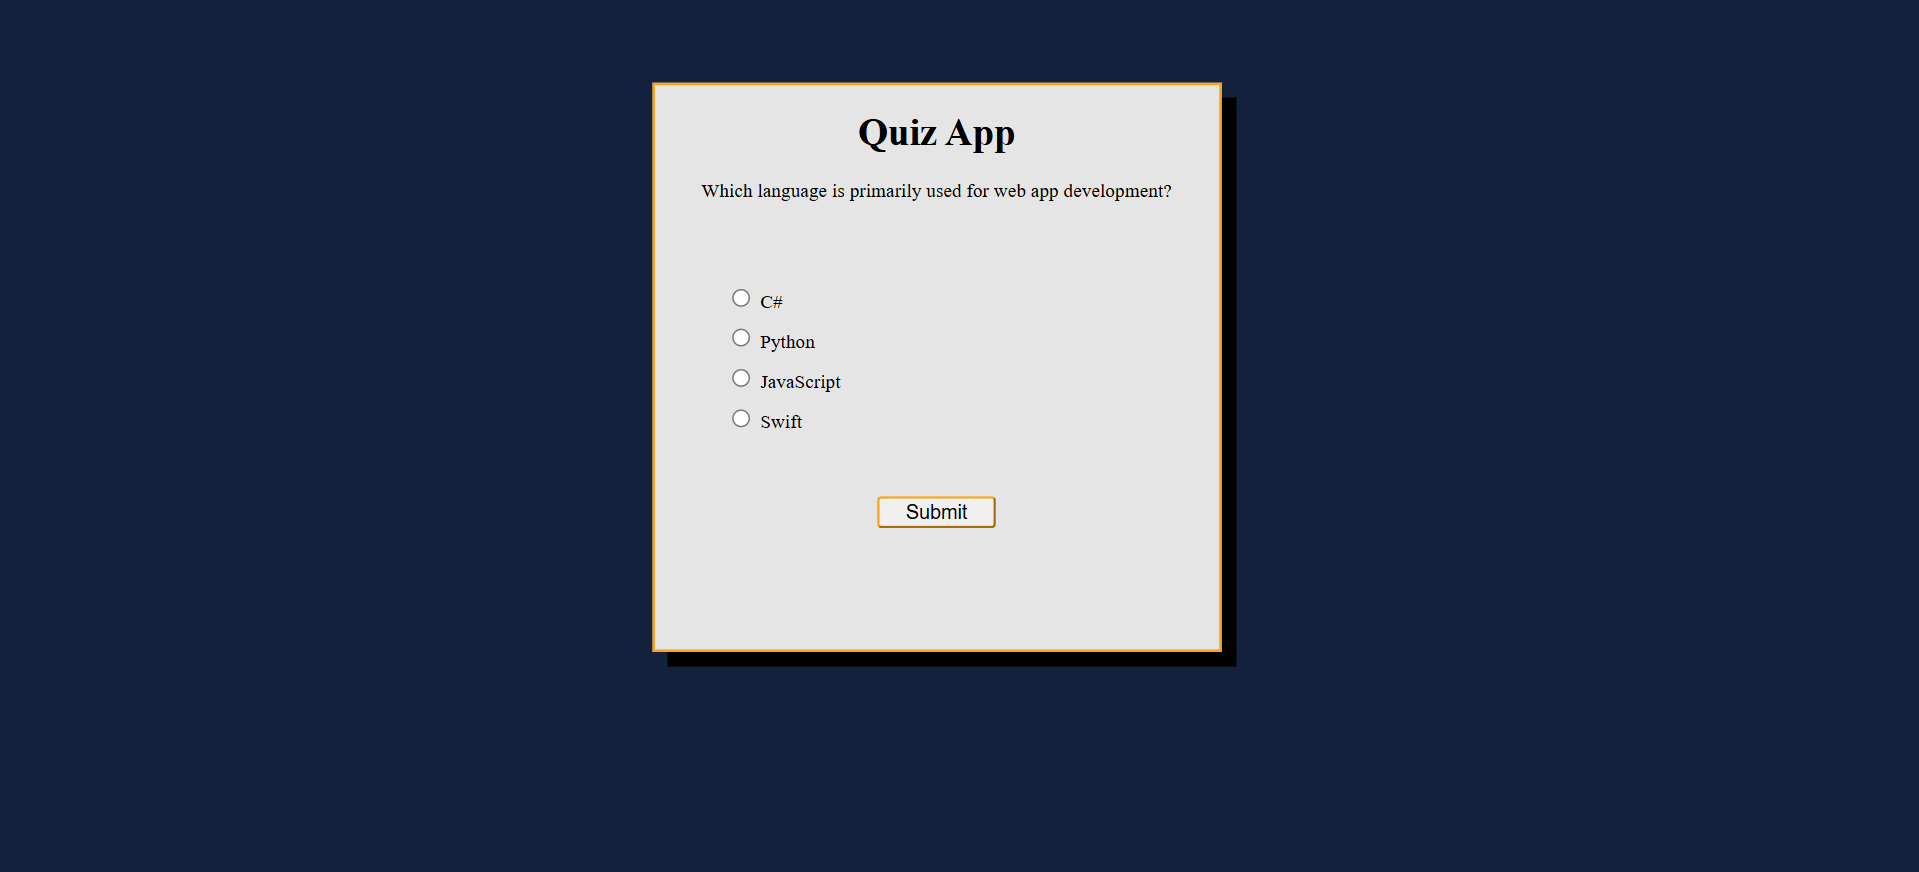 Quiz App
Which language is primarily used for web app development?
C#
Python
JavaScript
Swift
Submit